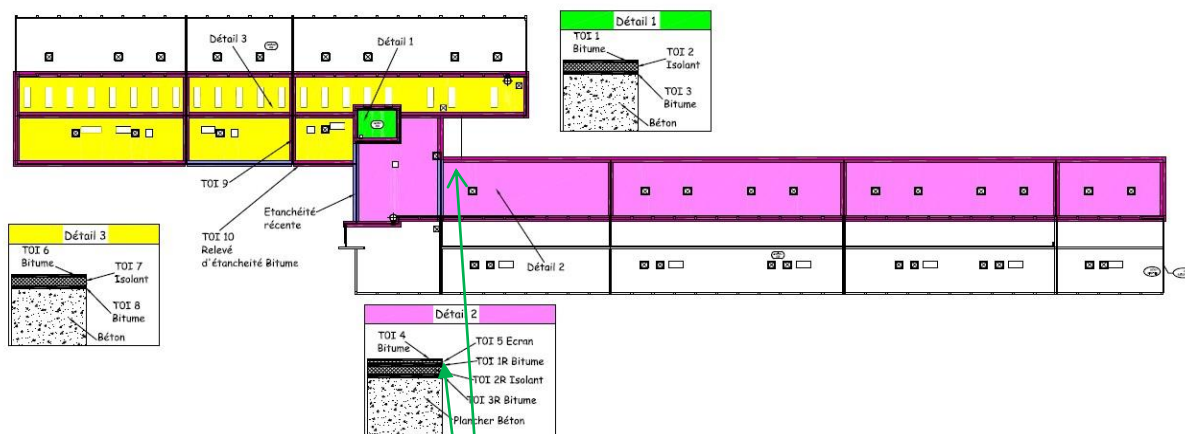 Détail 3
Détail 1
Détail 1
TOI 1
Bitume
TOI 2
Isolant
TOI 3
Bitume
Béton
TOI 9
TOI 10
Relevé
d'étancheité Bitume
Etanchéité
récente
Détail 2
Détail 3
TOI 6
Bitume
TOI 7
Isolant
TOI 8
Bitume
Béton
Détail 2
TOI 4
Bitume
TOI 5 Ecran
TOI 1R Bitume
TOI 2R Isolant
TOI 3R Bitume
Plancher Béton